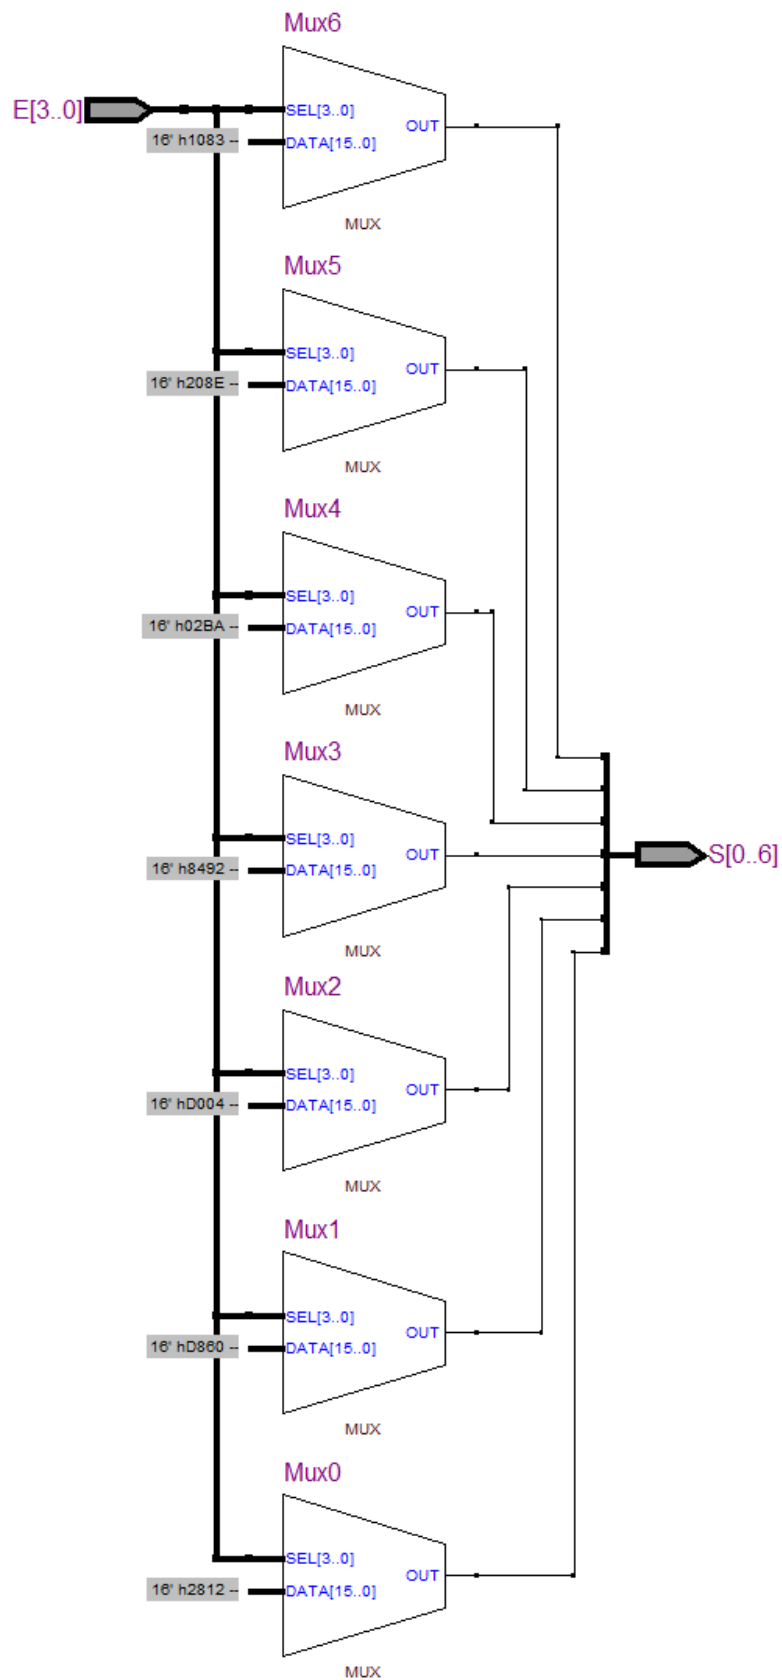 Mux6
E[3..0]
SEL[3..0]
OUT
16' h1083 --
DATA[15..0]
MUX
Mux5
SEL[3..0]
OUT
16' h208E --
DATA[15..0]
MUX
Mux4
SEL[3..0]
OUT
16' h02BA --
DATA[15..0]
MUX
Mux3
SEL[3..0]
OUT
S[0..6]
16' h8492 --
DATA[15..0]
MUX
Mux2
SEL[3..0]
OUT
16' hD004 --
DATA[15..0]
MUX
Mux1
SEL[3..0]
OUT
16' hD860 --
DATA[15..0]
MUX
Mux0
SEL[3..0]
OUT
16' h2812 --
DATA[15..0]
MUX